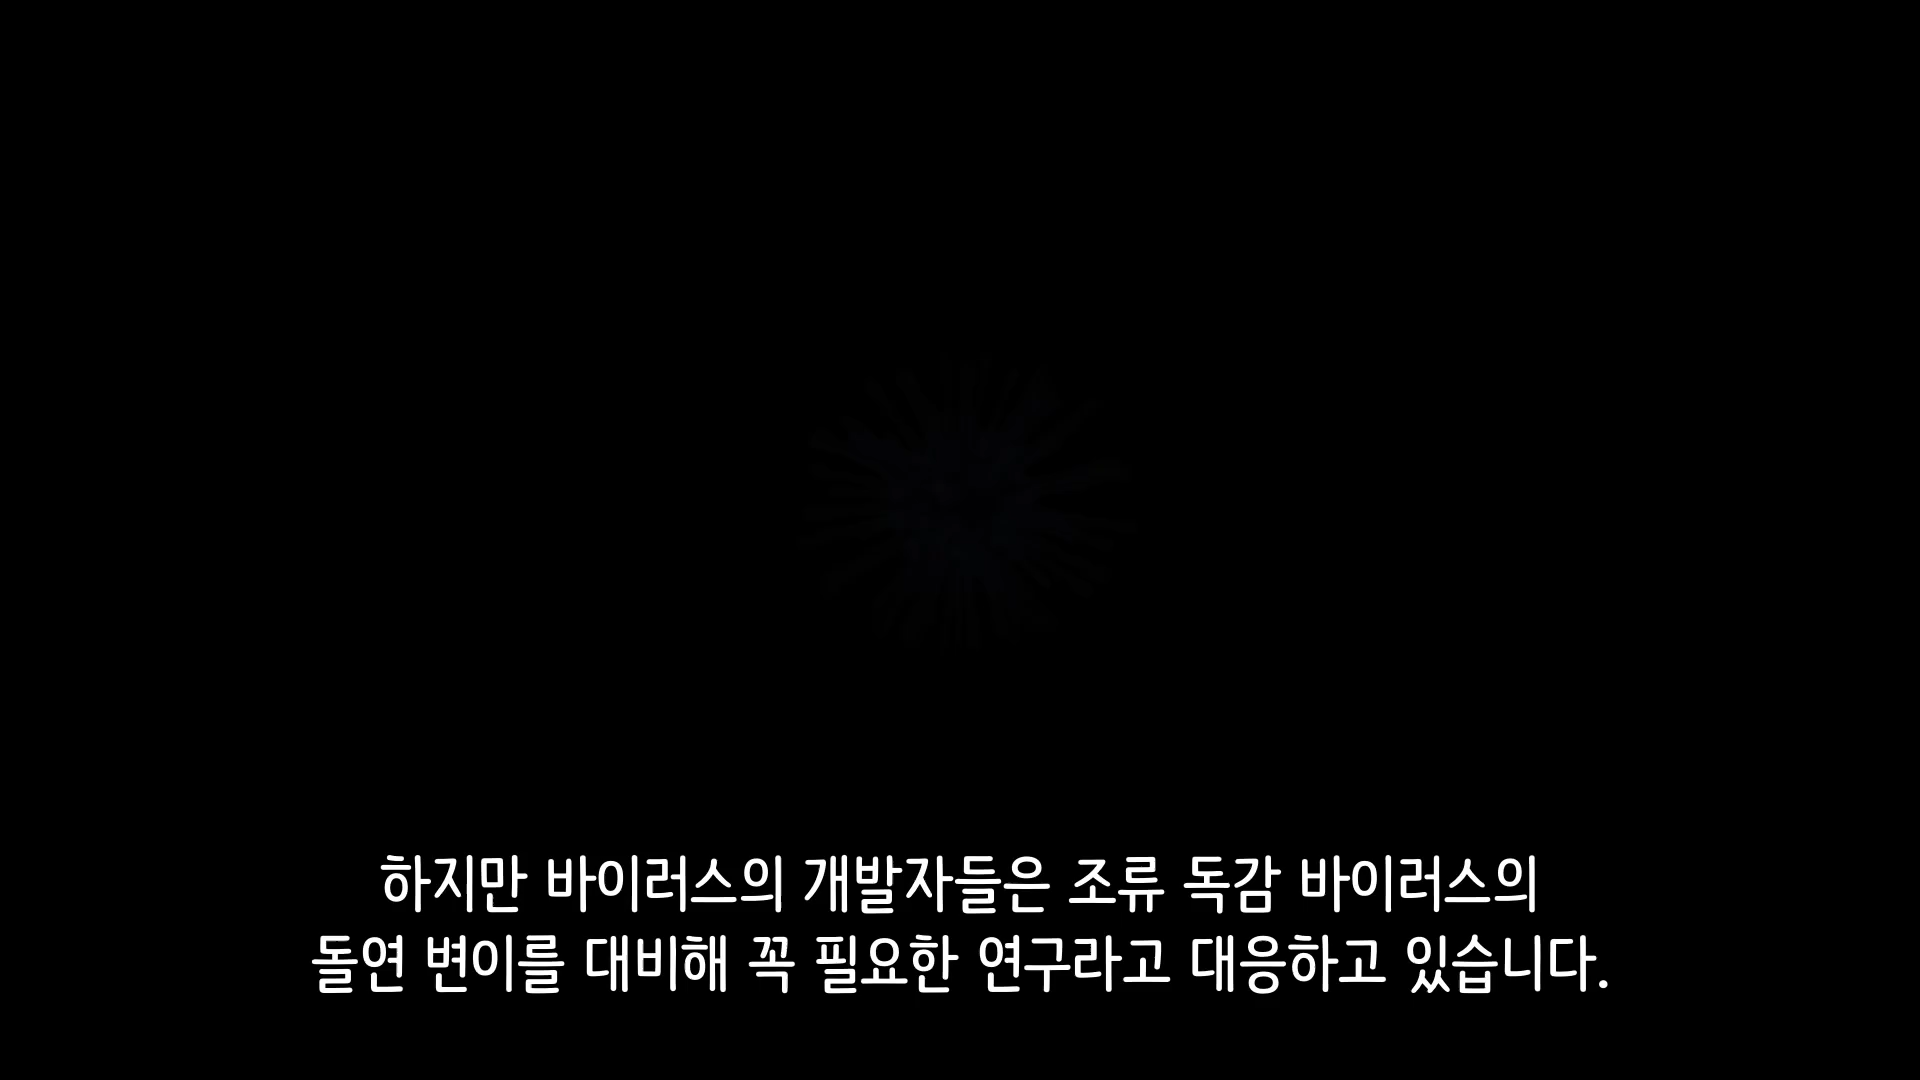 하지만 바이러스의 개발자들은 조류 독감 바이러스의
돌연 변이를 대비해 꼭 필요한 연구라고 대응하고 있습니다.